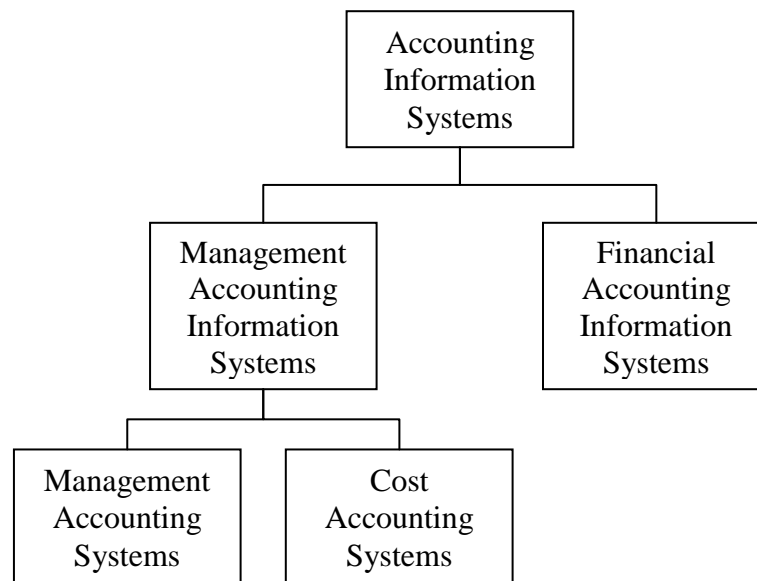 Accounting
Information
Systems
Management
Accounting
Information
Systems
Financial
Accounting
Information
Systems
Management
Accounting
Systems
Cost
Accounting
Systems